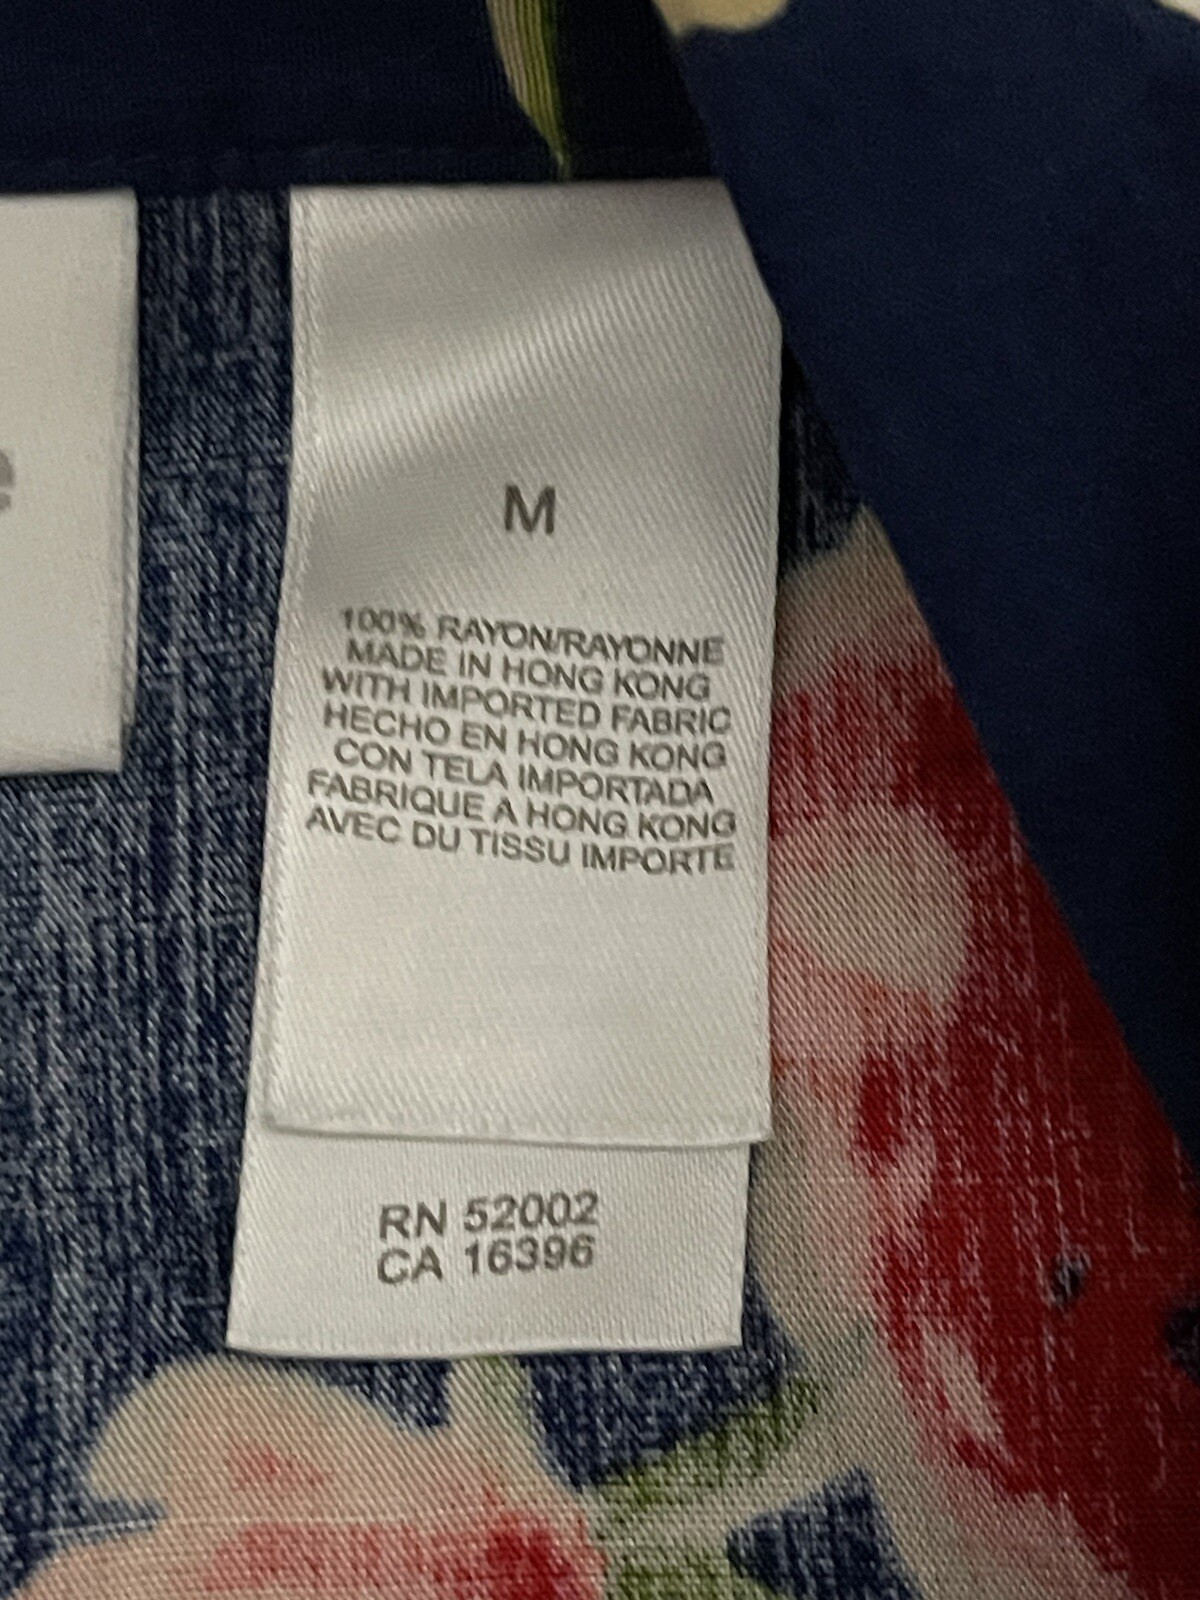 e
M
100% RAYON/RAYONNE
MADE IN HONG KONG
WITH IMPORTED FABRIC
HECHO EN HONG KONG
CON TELA IMPORTADA
FABRIQUE A HONG KONG
AVEC DU TISSU IMPORTE
RN 52002
CA 16396